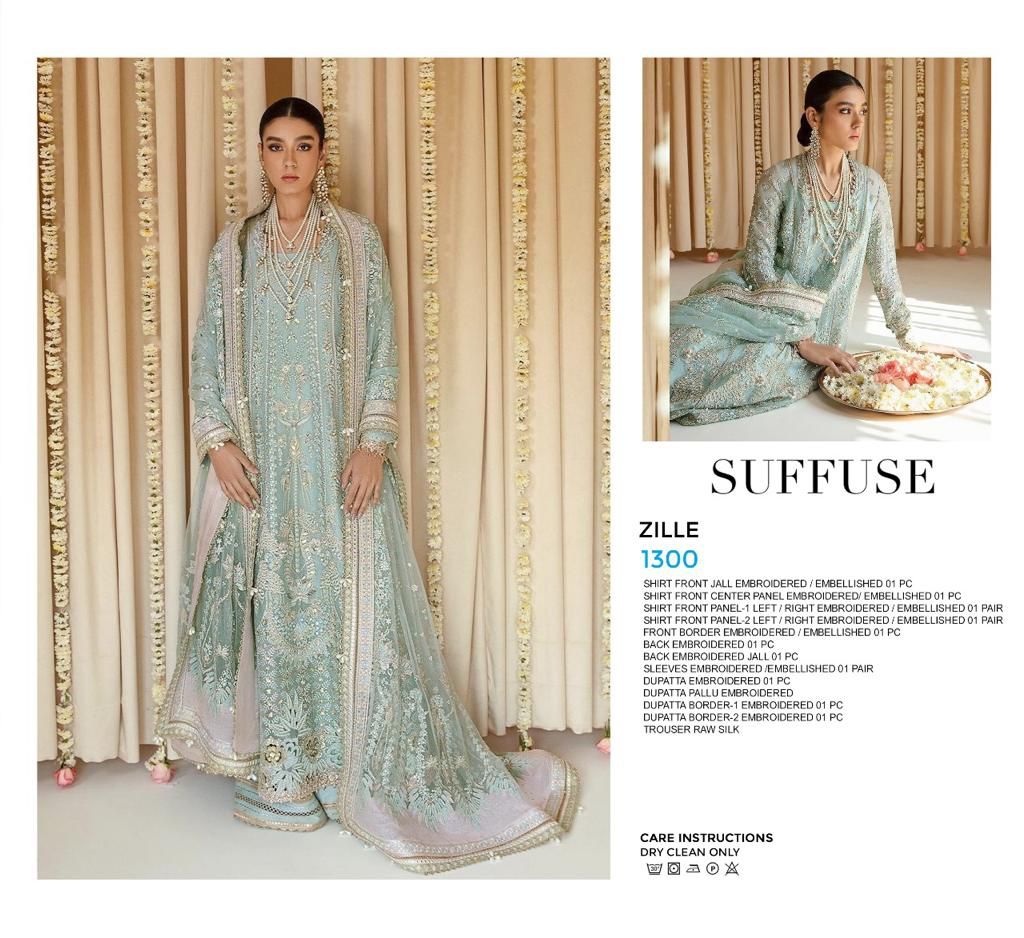 SUFFUSE
ZILLE
1300
SHIRT FRONT JALL EMBROIDERED / EMBELLISHED 01 PC
SHIRT FRONT CENTER PANEL EMBROIDERED/ EMBELLISHED 01 PC
SHIRT FRONT PANEL-1 LEFT / RIGHT EMBROIDERED / EMBELLISHED 01 PAIR
SHIRT FRONT PANEL-2 LEFT / RIGHT EMBROIDERED / EMBELLISHED 01 PAIR
FRONT BORDER EMBROIDERED / EMBELLISHED 01 PC
BACK EMBROIDERED 01 PC
BACK EMBROIDERED JALL 01 PC
SLEEVES EMBROIDERED /EMBELLISHED 01 PAIR
DUPATTA EMBROIDERED 01 PC
DUPATTA PALLU EMBROIDERED
DUPATTA BORDER-1 EMBROIDERED 01 PC
DUPATTA BORDER-2 EMBROIDERED 01 PC
TROUSER RAW SILK
CARE INSTRUCTIONS
DRY CLEAN ONLY
30° P